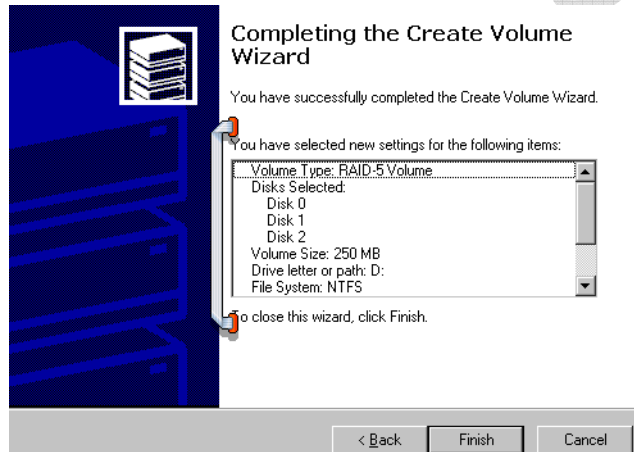 Completing the Create Volume
Wizard
You have successfully completed the Create Volume Wizard.
You have selected new settings for the following items:
Volume Type: RAID-5 Volume
Disks Selected:
Disk 0
Disk 1
Disk 2
Volume Size: 250 MB
Drive letter or path: D:
File System: NTFS
To close this wizard, click Finish.
< Back
Finish
Cancel